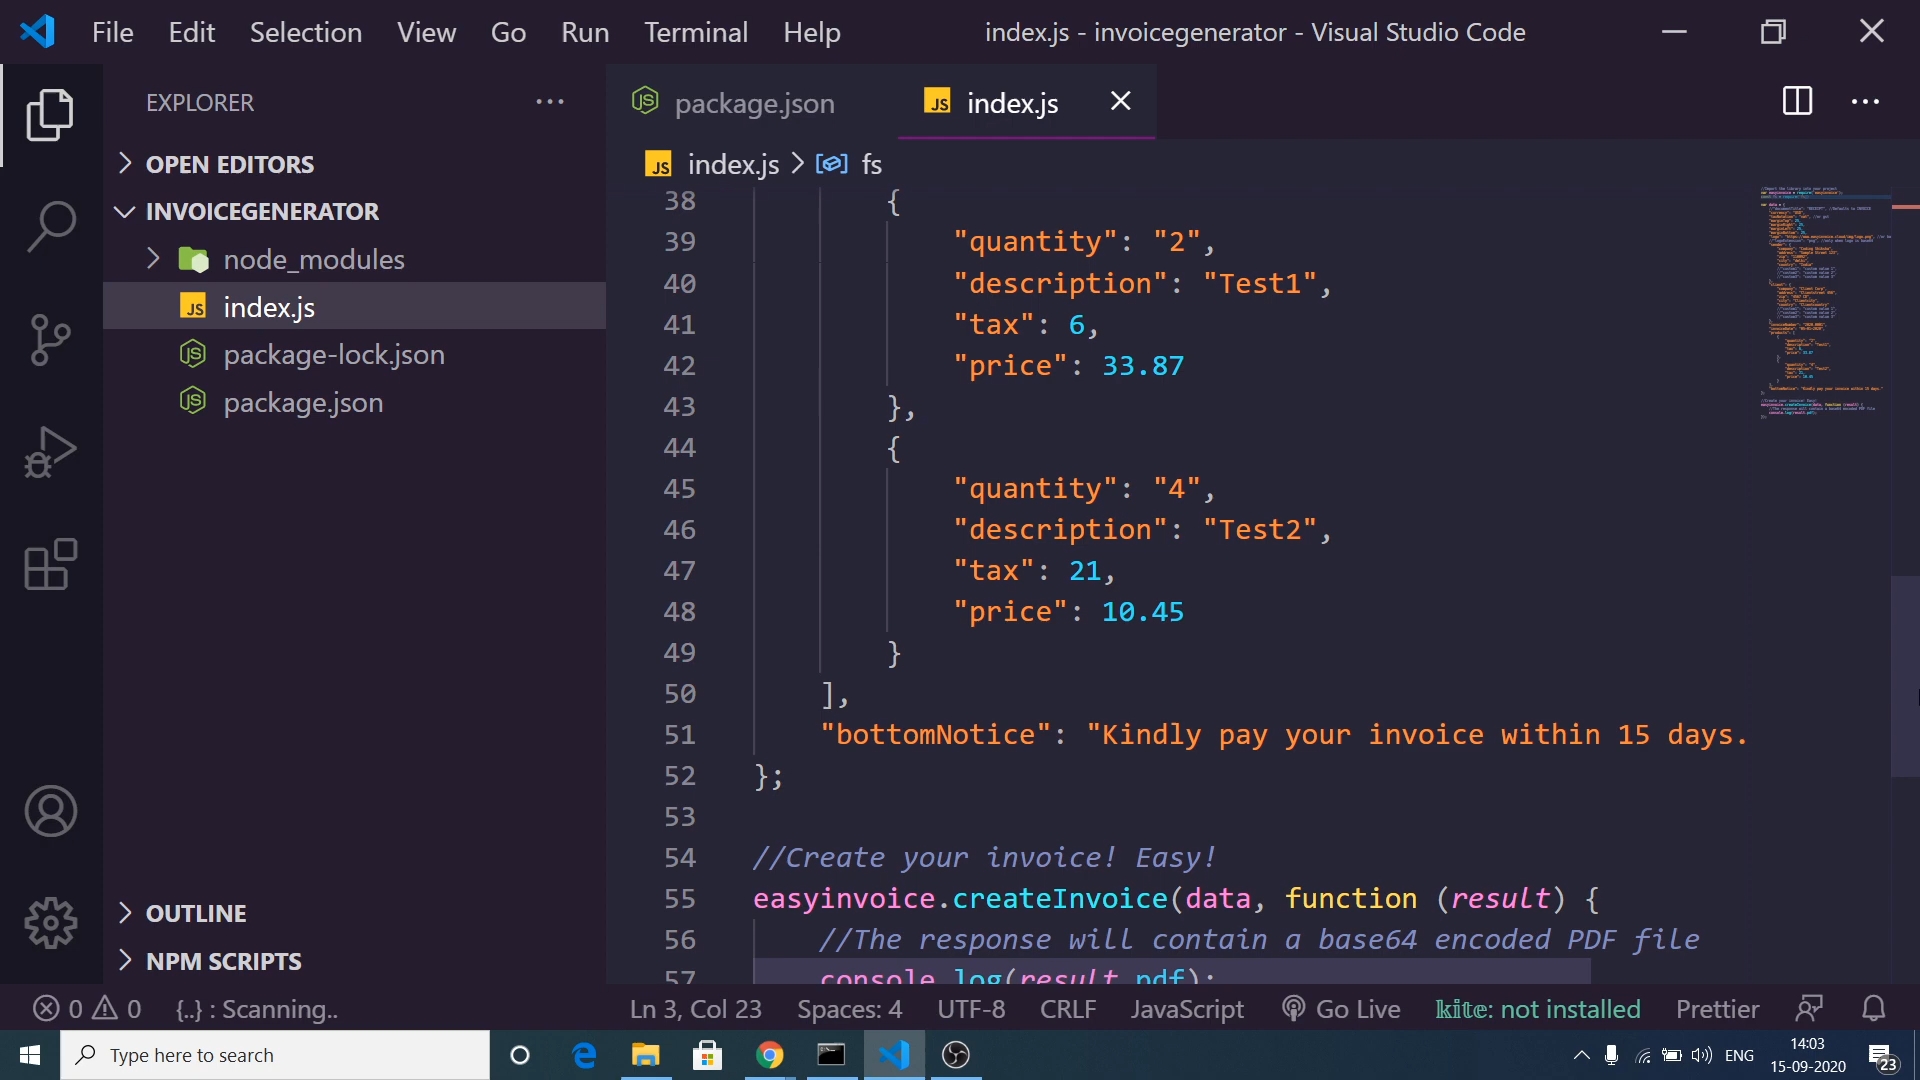 File Edit Selection View Go Run Terminal Help index.js - invoicegenerator - Visual Studio Code
EXPLORER
OPEN EDITORS
INVOICEGENERATOR
node_modules
index.js
package-lock.json
package.json
OUTLINE
NPM SCRIPTS
package.json index.js
index.js > fs
38 {
39 "quantity": "2",
40 "description": "Test1",
41 "tax": 6,
42 "price": 33.87
43 },
44 {
45 "quantity": "4",
46 "description": "Test2",
47 "tax": 21,
48 "price": 10.45
49 }
50 ],
51 "bottomNotice": "Kindly pay your invoice within 15 days.
52 };
53
54 //Create your invoice! Easy!
55 easyinvoice.createInvoice(data, function (result) {
56 //The response will contain a base64 encoded PDF file
57 console.log(result.pdf);
0 0 {..} : Scanning.. Ln 3, Col 23 Spaces: 4 UTF-8 CRLF JavaScript Go Live kite: not installed Prettier
Type here to search
ENG
14:03
15-09-2020
23